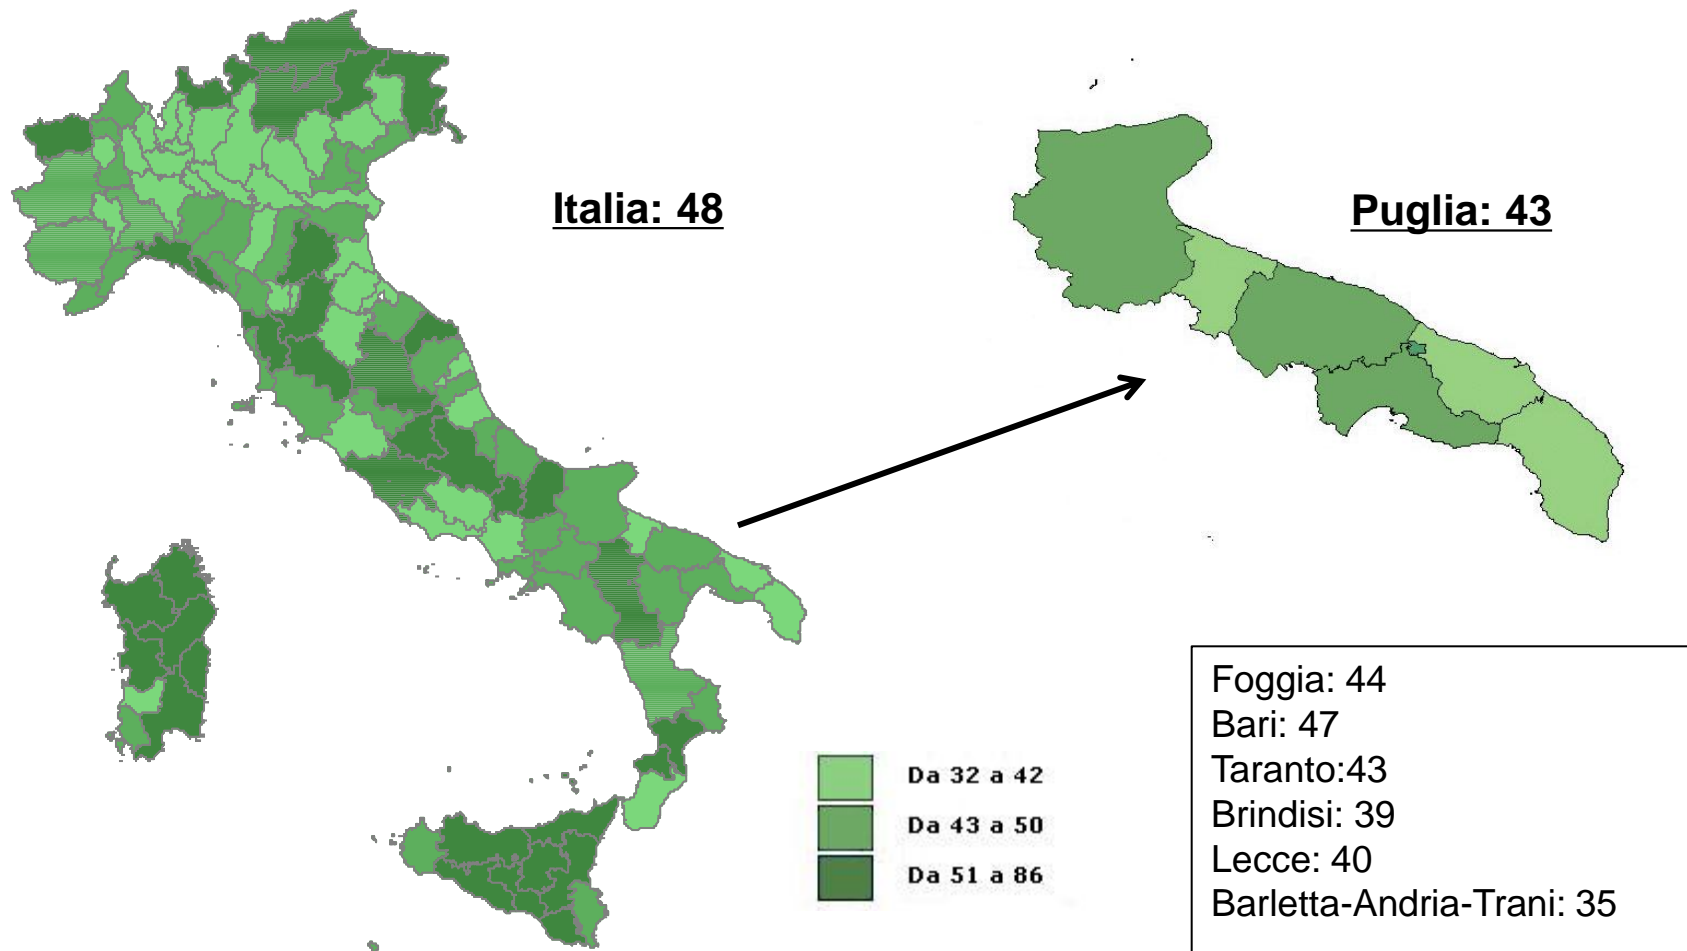 Italia: 48
Puglia: 43
Da 32 a 42
Da 43 a 50
Da 51 a 86
Foggia: 44
Bari: 47
Taranto:43
Brindisi: 39
Lecce: 40
Barletta-Andria-Trani: 35